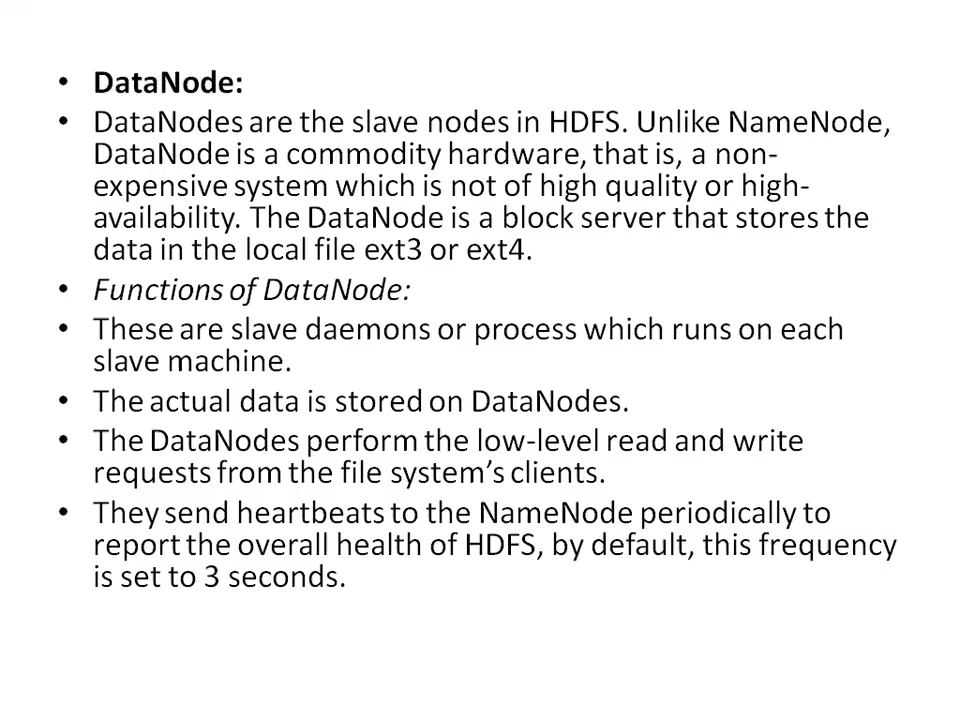 • DataNode:
• DataNodes are the slave nodes in HDFS. Unlike NameNode,
DataNode is a commodity hardware, that is, a non-
expensive system which is not of high quality or high-
availability. The DataNode is a block server that stores the
data in the local file ext3 or ext4.
• Functions of DataNode:
• These are slave daemons or process which runs on each
slave machine.
• The actual data is stored on DataNodes.
• The DataNodes perform the low-level read and write
requests from the file system’s clients.
• They send heartbeats to the NameNode periodically to
report the overall health of HDFS, by default, this frequency
is set to 3 seconds.